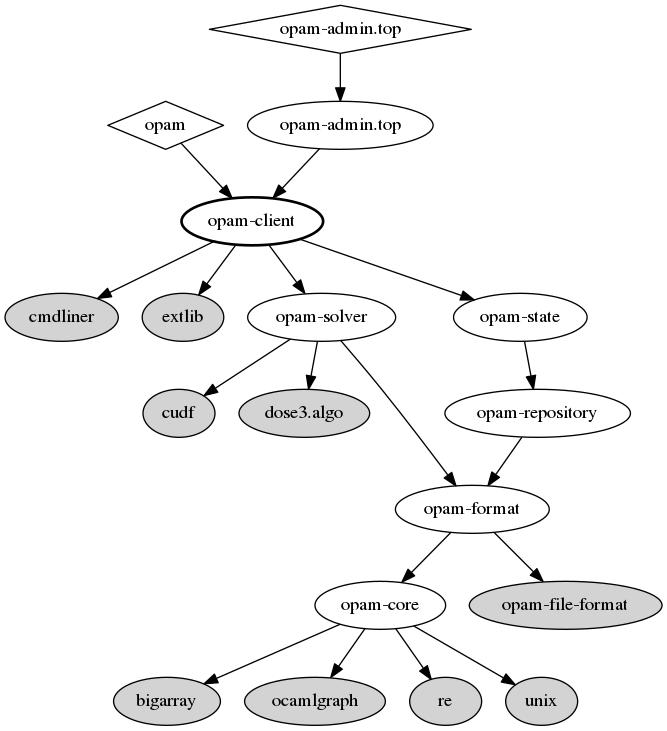 opam-admin.top
opam
opam-admin.top
opam-client
cmdliner
extlib
opam-solver
opam-state
cudf
dose3.algo
opam-repository
opam-format
opam-core
opam-file-format
bigarray
ocamlgraph
re
unix